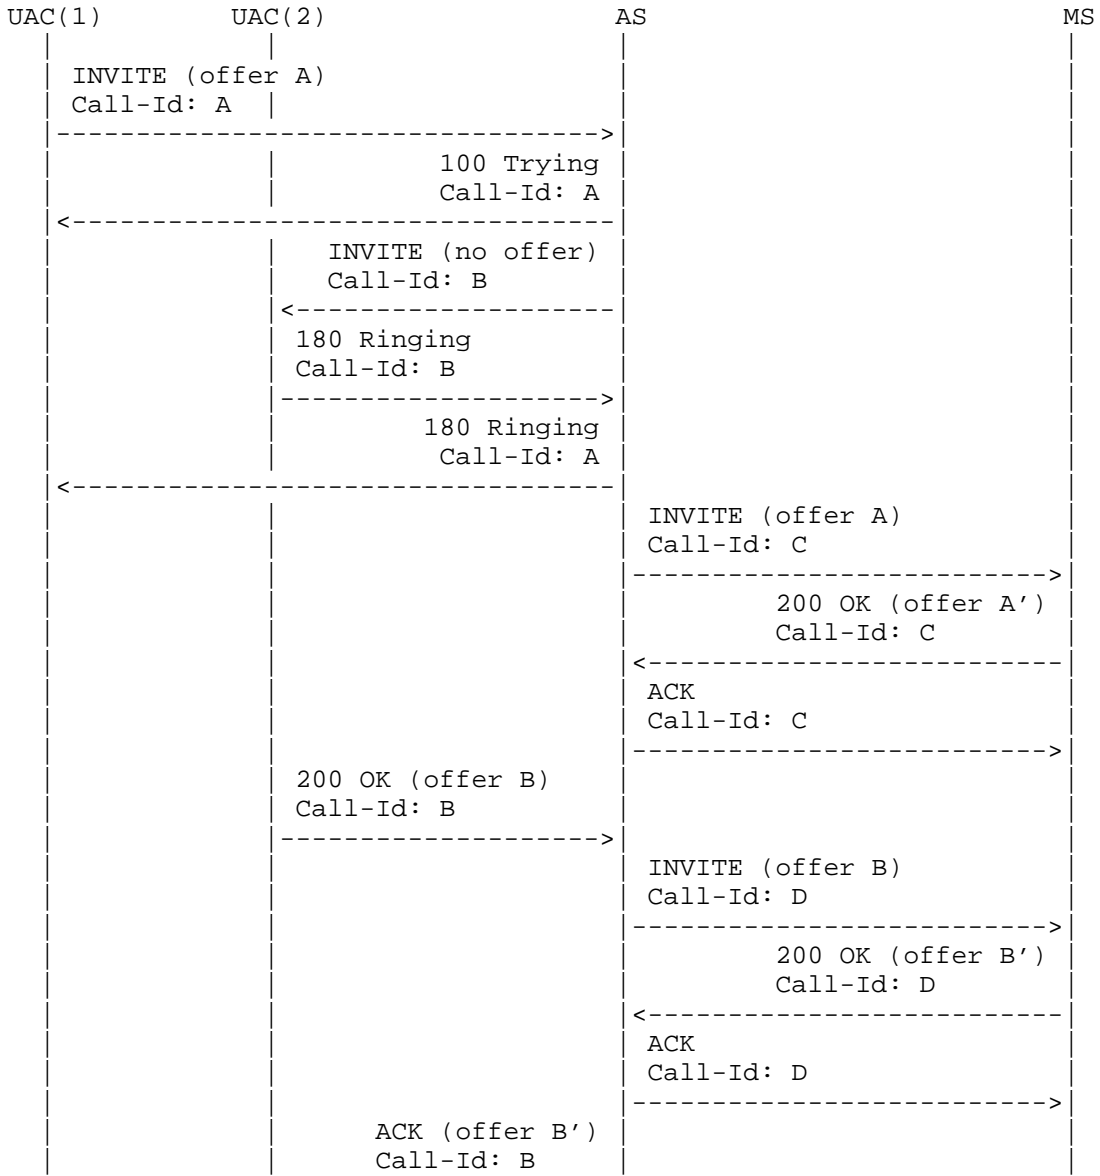 UAC(1) UAC(2) AS MS
INVITE (offer A)
Call-Id: A
100 Trying
Call-Id: A
INVITE (no offer)
Call-Id: B
180 Ringing
Call-Id: B
180 Ringing
Call-Id: A
INVITE (offer A)
Call-Id: C
200 OK (offer A')
Call-Id: C
ACK
Call-Id: C
200 OK (offer B)
Call-Id: B
INVITE (offer B)
Call-Id: D
200 OK (offer B')
Call-Id: D
ACK
Call-Id: D
ACK (offer B')
Call-Id: B